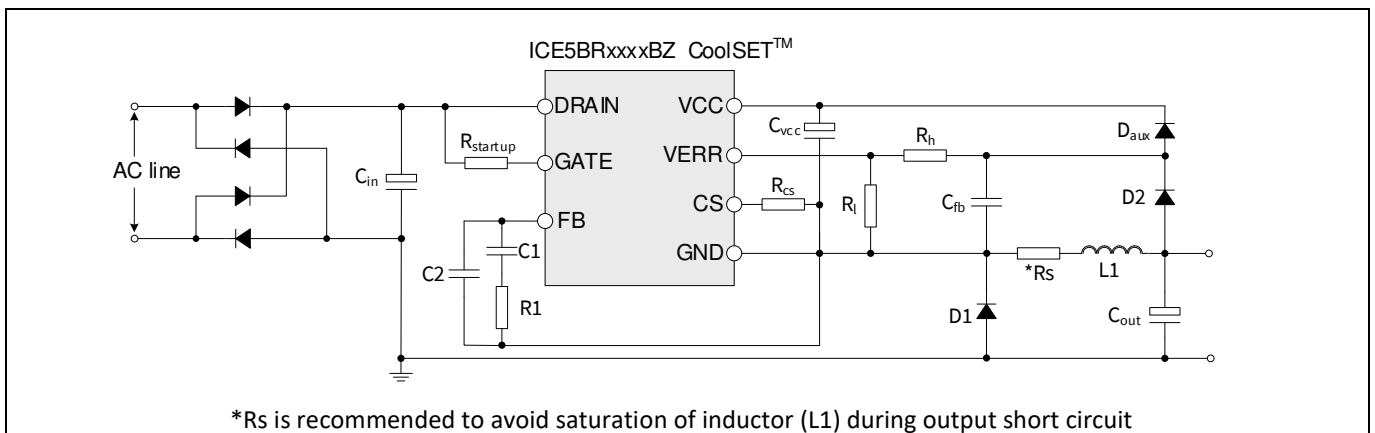 ICE5BRxxxxBZ CoolSET™
DRAIN
VCC
Cvcc
Rh
Daux
Rstartup
VERR
AC line
GATE
Cin
Rcs
CS
Rl
Cfb
D2
FB
C1
GND
C2
*Rs
L1
R1
D1
Cout
*Rs is recommended to avoid saturation of inductor (L1) during output short circuit